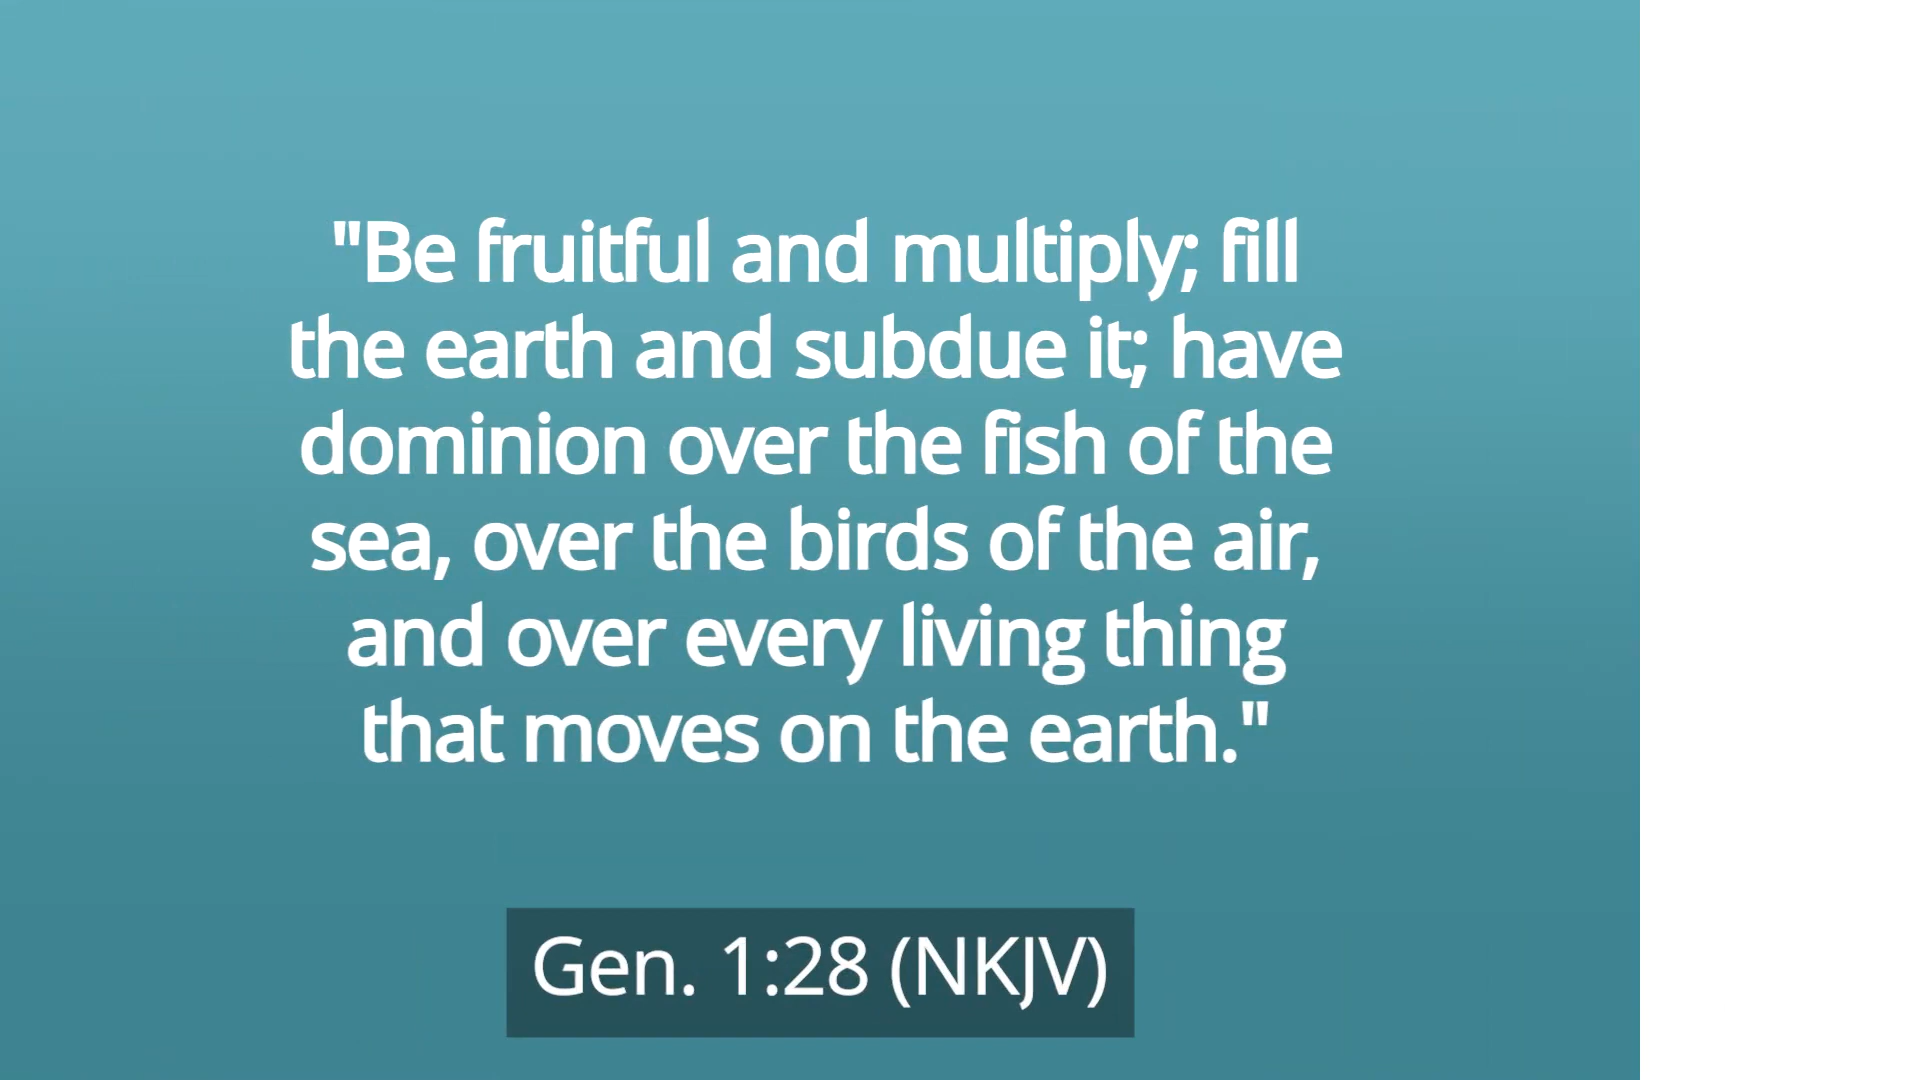 "Be fruitful and multiply; fill
the earth and subdue it; have
dominion over the fish of the
sea, over the birds of the air,
and over every living thing
that moves on the earth."
Gen. 1:28 (NKJV)